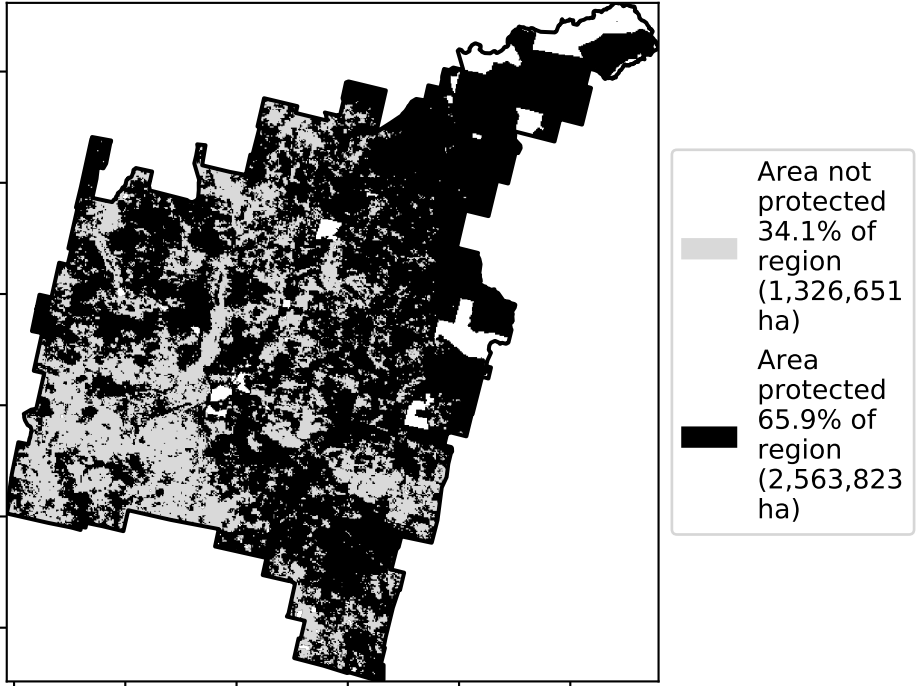 Area not
protected
34.1% of
region
(1,326,651
ha)
Area
protected
65.9% of
region
(2,563,823
ha)